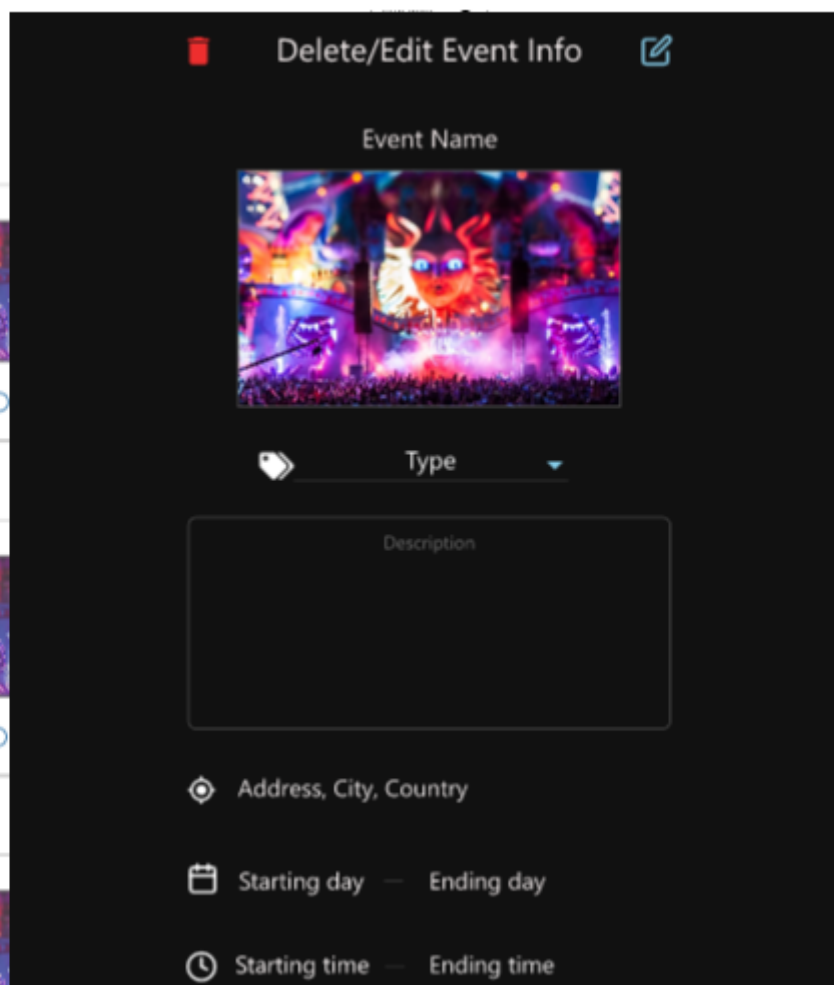 Delete/Edit Event Info
Event Name
Type
Description
Address, City, Country
Starting day — Ending day
Starting time — Ending time